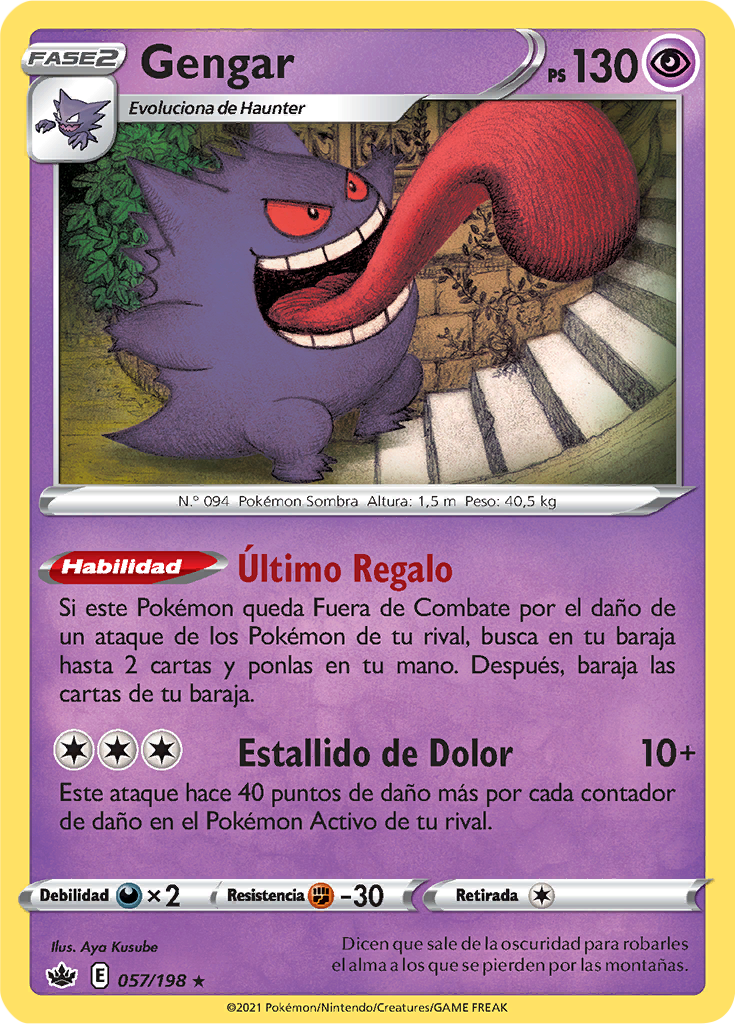 FASE2
Gengar
PS 130
Evoluciona de Haunter
N.º 094 Pokémon Sombra Altura: 1,5 m Peso: 40,5 kg
Habilidad Último Regalo
Si este Pokémon queda Fuera de Combate por el daño de
un ataque de los Pokémon de tu rival, busca en tu baraja
hasta 2 cartas y ponlas en tu mano. Después, baraja las
cartas de tu baraja.
Estallido de Dolor 10+
Este ataque hace 40 puntos de daño más por cada contador
de daño en el Pokémon Activo de tu rival.
Debilidad ×2 Resistencia -30 Retirada
Ilus. Aya Kusube
Dicen que sale de la oscuridad para robarles
el alma a los que se pierden por las montañas.
E 057/198 ★
©2021 Pokémon/Nintendo/Creatures/GAME FREAK